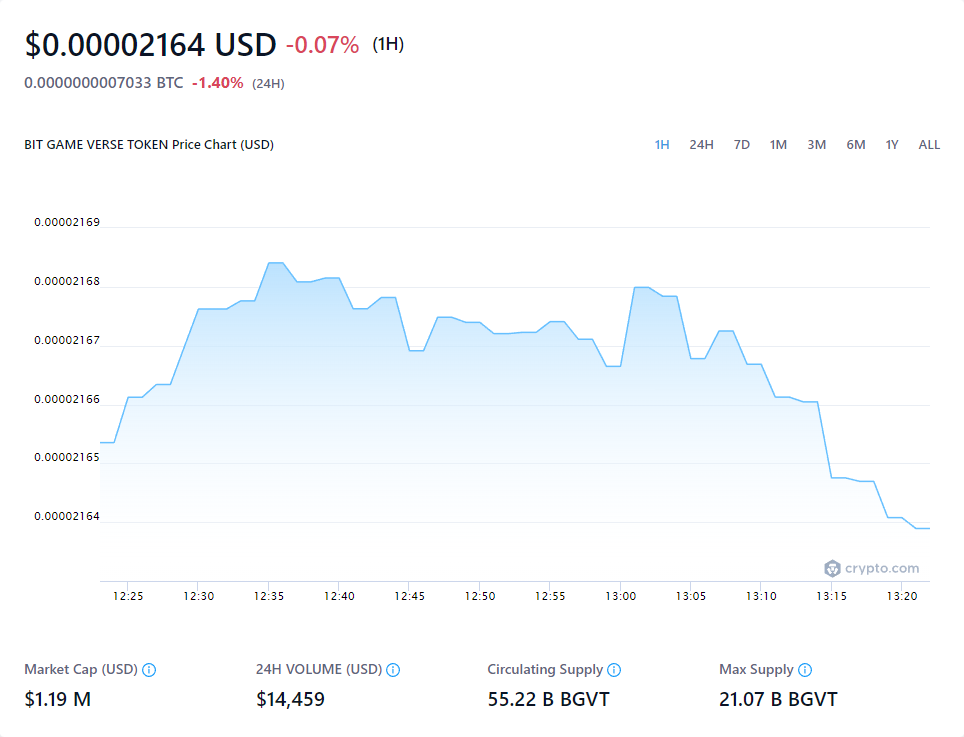 $0.00002164 USD -0.07% (1H)
0.0000000007033 BTC -1.40% (24H)
BIT GAME VERSE TOKEN Price Chart (USD) 1H 24H 7D 1M 3M 6M 1Y ALL
0.00002169
0.00002168
0.00002167
0.00002166
0.00002165
0.00002164
crypto.com
12:25 12:30 12:35 12:40 12:45 12:50 12:55 13:00 13:05 13:10 13:15 13:20
Market Cap (USD) 24H VOLUME (USD) Circulating Supply Max Supply
$1.19 M $14,459 55.22 B BGVT 21.07 B BGVT